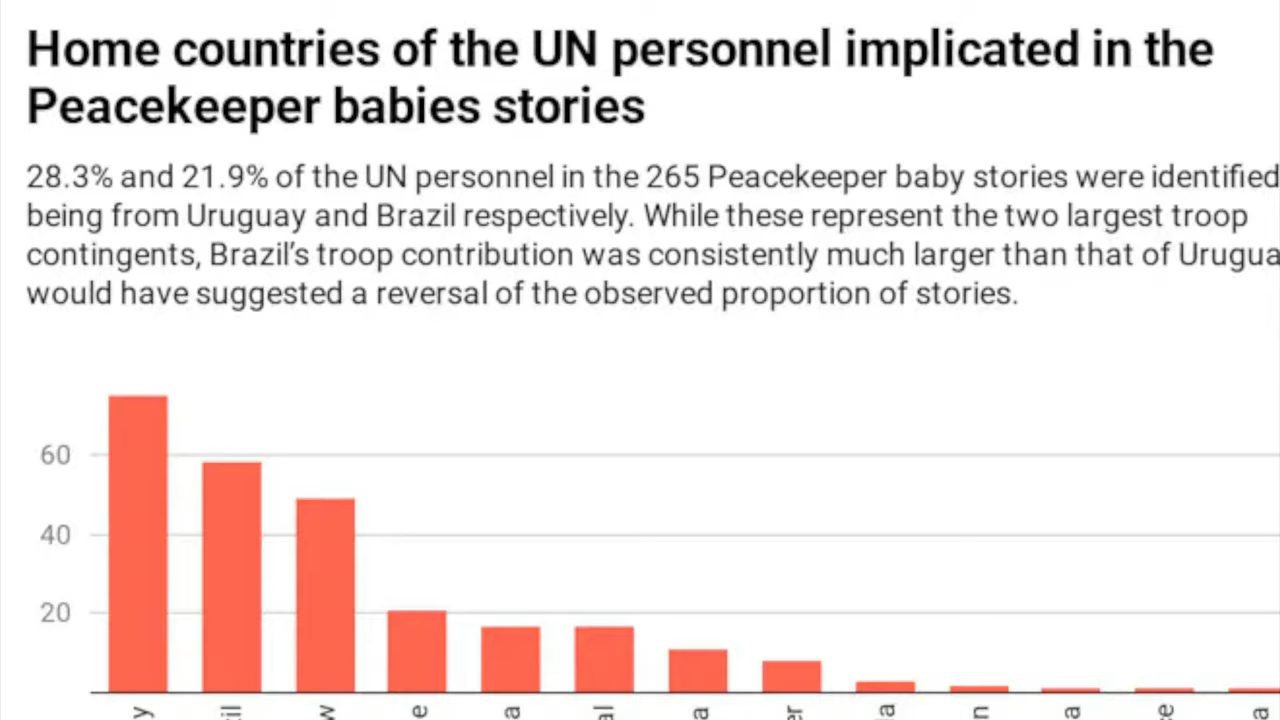 Home countries of the UN personnel implicated in the
Peacekeeper babies stories
28.3% and 21.9% of the UN personnel in the 265 Peacekeeper baby stories were identified
being from Uruguay and Brazil respectively. While these represent the two largest troop
contingents, Brazil’s troop contribution was consistently much larger than that of
would have suggested a reversal of the observed proportion of stories.
60
40
20